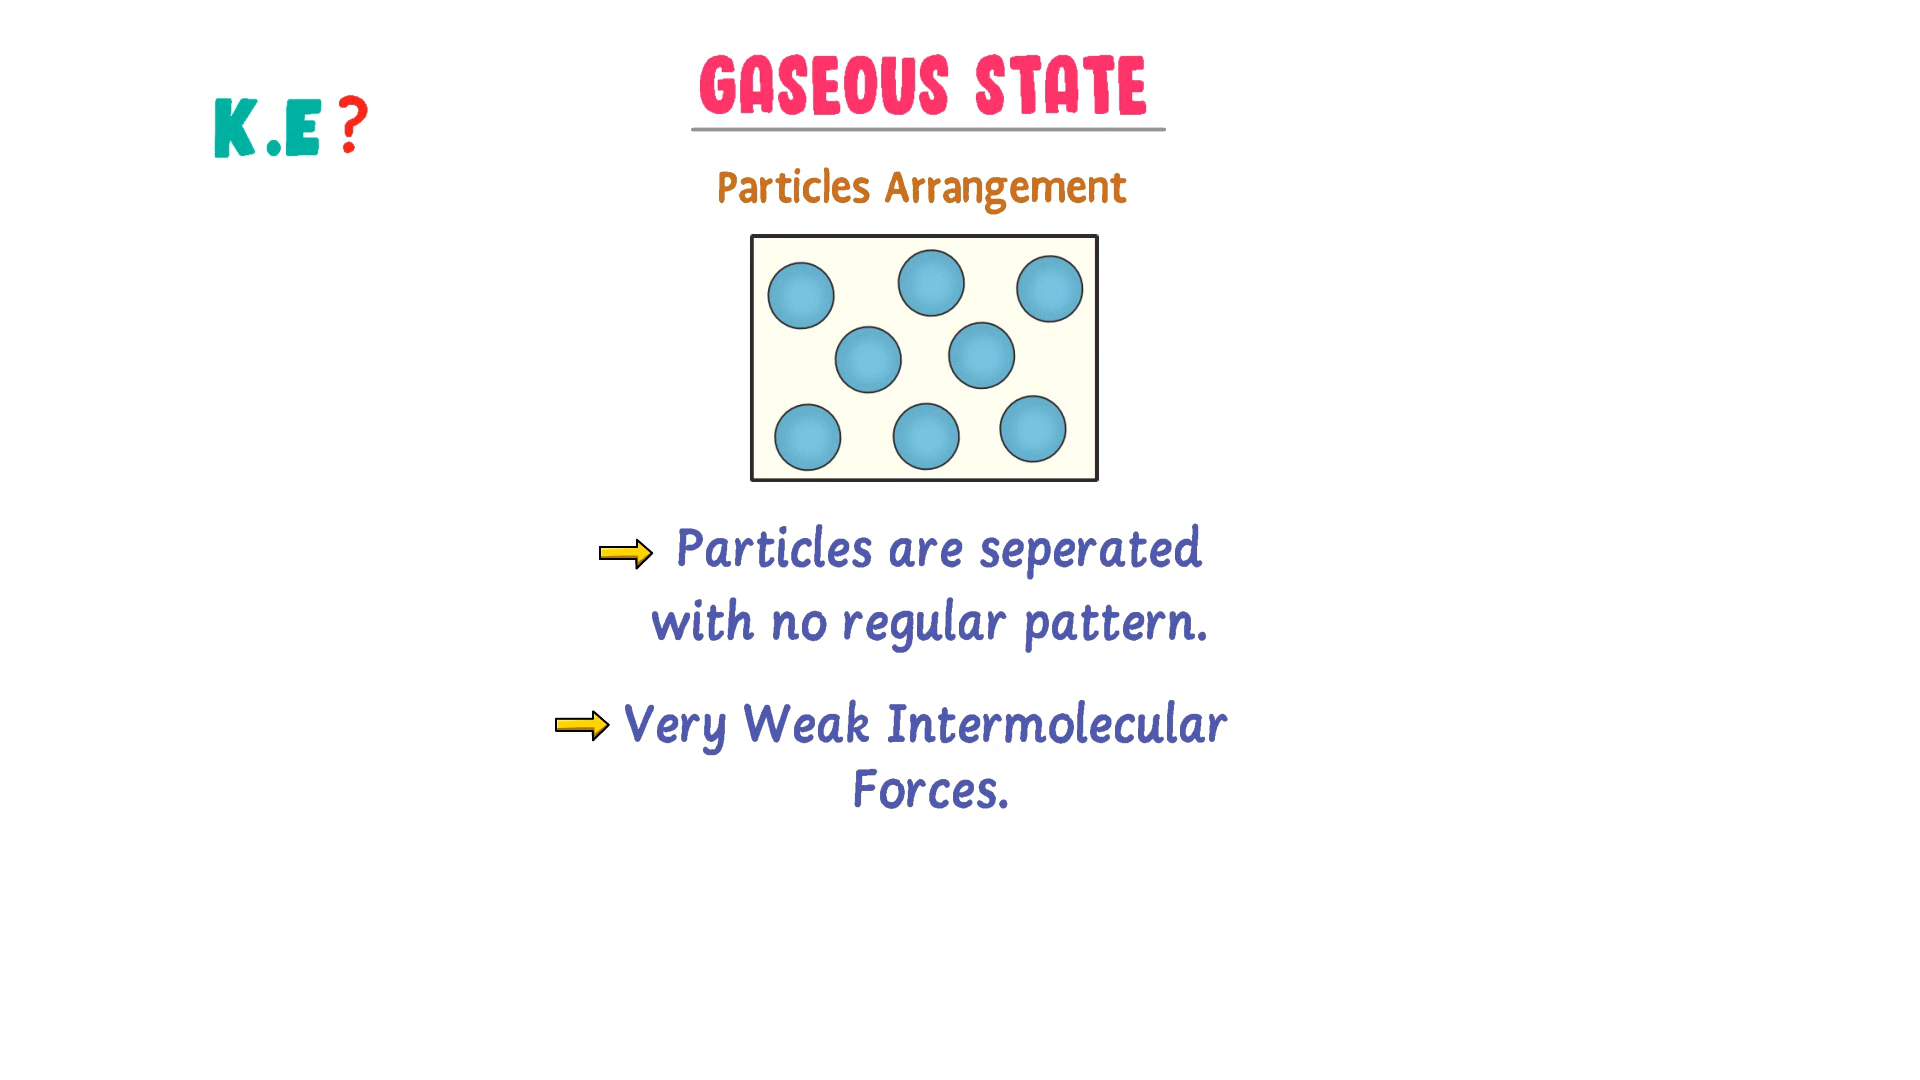 GASEOUS STATE
K.E?
Particles Arrangement
Particles are seperated
with no regular pattern.
Very Weak Intermolecular
Forces.